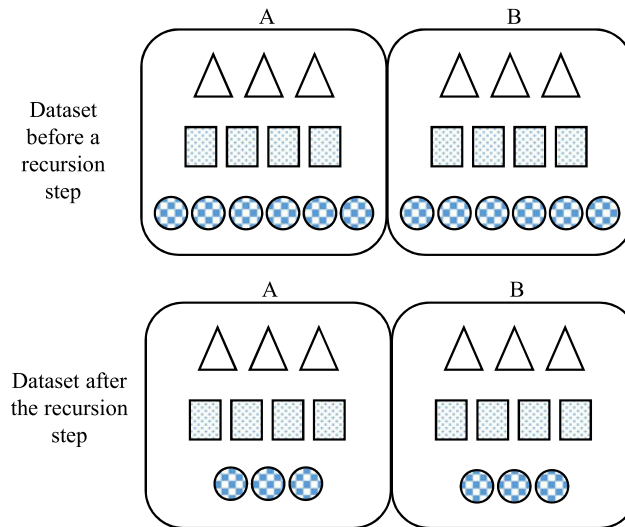 A
B
Dataset
before a
recursion
step
A
B
Dataset after
the recursion
step